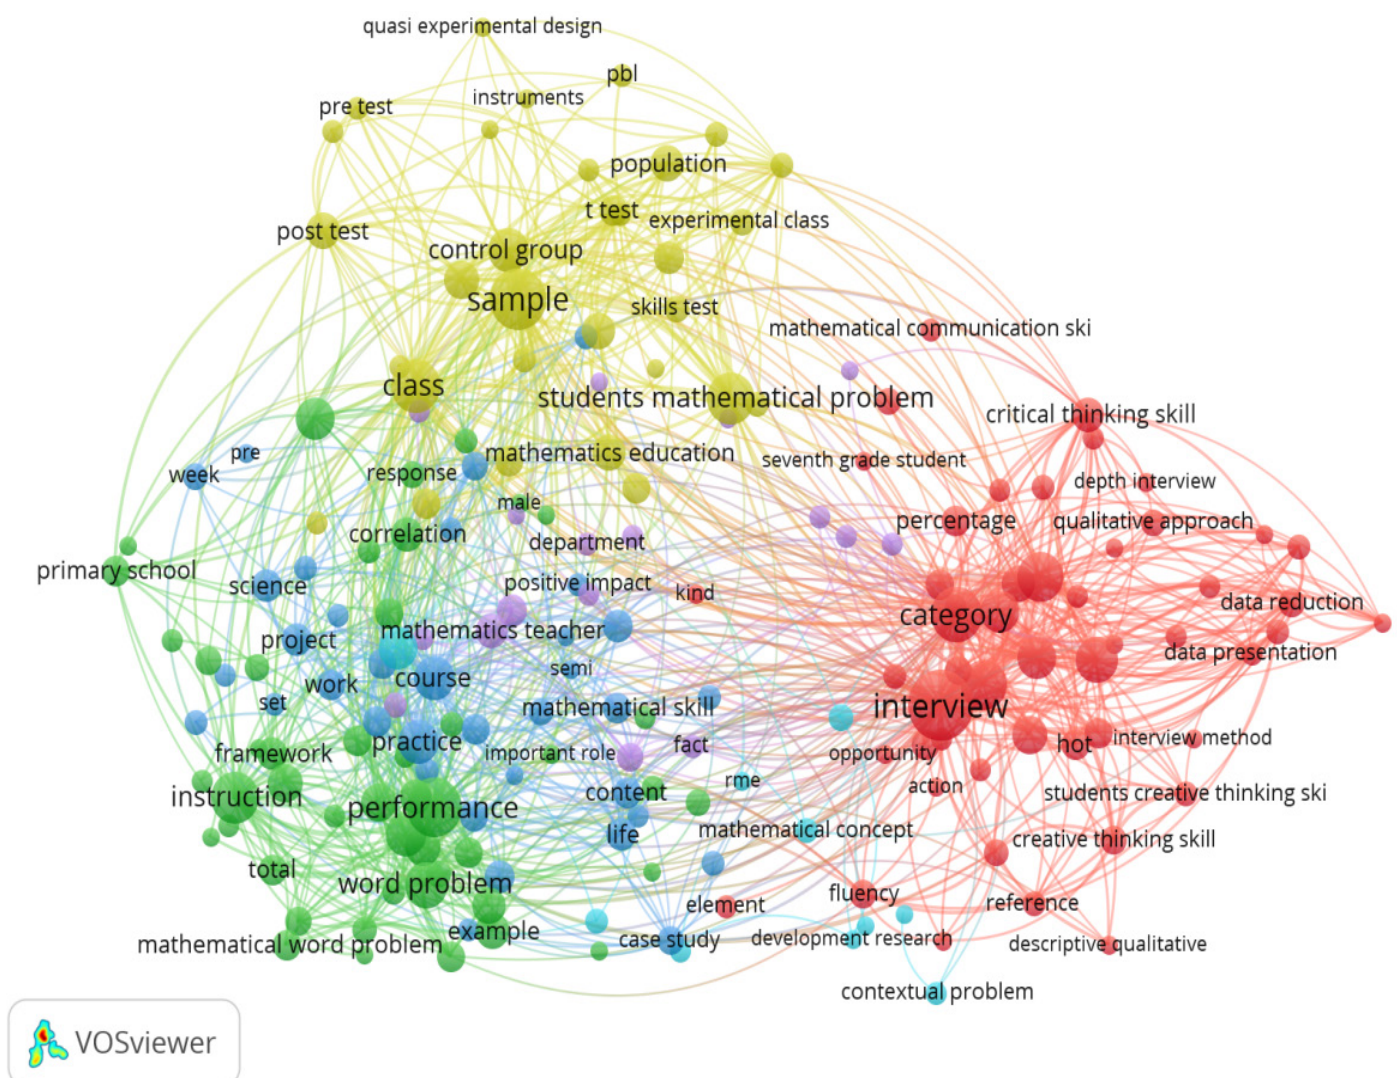 quasi experimental design
pbl
instruments
pre test
population
t test
experimental class
post test
control group
sample
skills test
mathematical communication ski
class
students mathematical problem
critical thinking skill
pre
mathematics education
seventh grade student
week
response
depth interview
male
percentage
qualitative approach
correlation
department
primary school
science
positive impact
kind
data reduction
category
project
mathematics teacher
data presentation
semi
work
course
set
mathematical skill
interview
framework
practice
important role
fact
opportunity
hot
interview method
rme
action
instruction
performance
content
students creative thinking ski
life
mathematical concept
creative thinking skill
total
word problem
fluency
element
reference
mathematical word problem
example
case study
development research
descriptive qualitative
contextual problem
VOSviewer